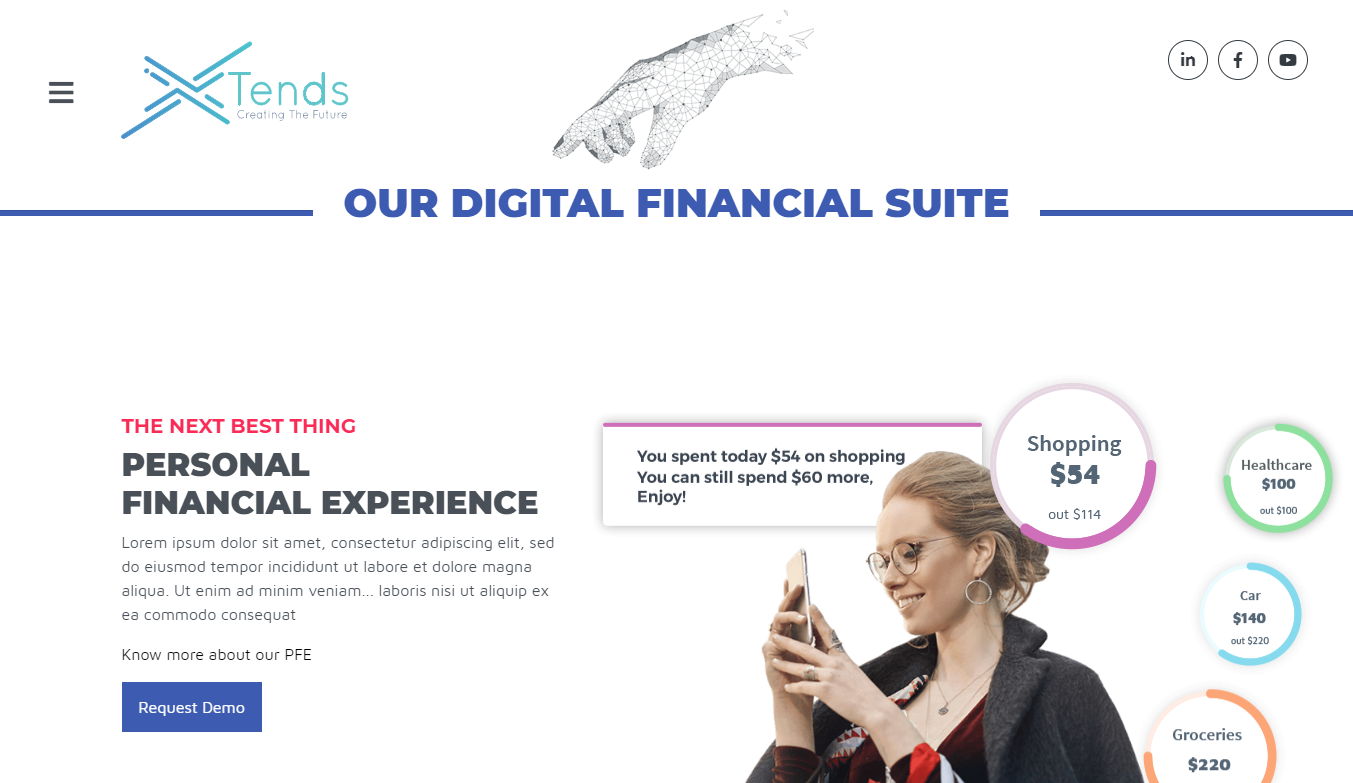 Tends
Creating The Future
OUR DIGITAL FINANCIAL SUITE
THE NEXT BEST THING
PERSONAL
FINANCIAL EXPERIENCE
Lorem ipsum dolor sit amet, consectetur adipiscing elit, sed
do eiusmod tempor incididunt ut labore et dolore magna
aliqua. Ut enim ad minim veniam... laboris nisi ut aliquip ex
ea commodo consequat
Know more about our PFE
Request Demo
You spent today $54 on shopping
You can still spend $60 more,
Enjoy!
Shopping
$54
out $114
Healthcare
$100
out $100
Car
$140
out $220
Groceries
$220